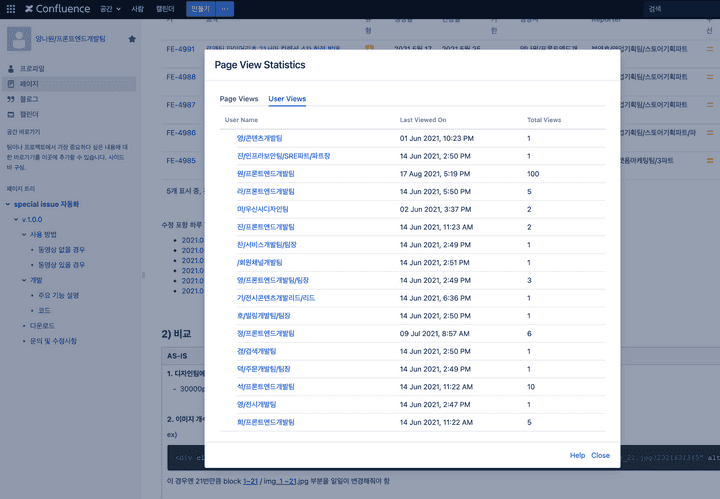 Confluence 공간 사람 캘린더 만들기 ... 검색
양나원/프론트엔드개발팀
프로파일
페이지
블로그
캘린더
공간 바로가기
팀이나 프로젝트에서 가장 중요하다 싶은 내용에 대
한 바로가기를 이곳에 추가할 수 있습니다. 사이드
바 구성.
페이지 트리
special issue 자동화
v.1.0.0
사용 방법
동영상 없을 경우
동영상 있을 경우
개발
주요 기능 설명
코드
다운로드
문의 및 수정사항
Reporter
형
한
선
FE-4991
FE-4988
FE-4987
FE-4986
FE-4985
5개 표시 중,
수정 포함 하루
2021.0
2021.0
2021.0
2021.0
2021.0
2021.0
Page View Statistics
Page Views User Views
User Name Last Viewed On Total Views
영/콘텐츠개발팀 01 Jun 2021, 10:23 PM 1
진/인프라보안팀/SRE파트/파트장 14 Jun 2021, 2:50 PM 1
원/프론트엔드개발팀 17 Aug 2021, 5:19 PM 100
라/프론트엔드개발팀 14 Jun 2021, 5:50 PM 5
미/우신사디자인팀 02 Jun 2021, 3:37 PM 2
진/프론트엔드개발팀 14 Jun 2021, 11:23 AM 2
찬/서비스개발팀/팀장 14 Jun 2021, 2:49 PM 1
/회원채널개발팀 14 Jun 2021, 2:51 PM 1
영/프론트엔드개발팀/팀장 14 Jun 2021, 2:49 PM 3
기/전시콘텐츠개발리드/리드 14 Jun 2021, 6:36 PM 1
호/빌링개발팀/팀장 14 Jun 2021, 2:50 PM 1
정/프론트엔드개발팀 09 Jul 2021, 8:57 AM 6
겸/검색개발팀 14 Jun 2021, 2:50 PM 1
덕/주문개발팀/팀장 14 Jun 2021, 2:49 PM 1
석/프론트엔드개발팀 14 Jun 2021, 11:22 AM 10
영/전시개발팀 14 Jun 2021, 2:47 PM 1
희/프론트엔드개발팀 14 Jun 2021, 11:22 AM 5
Help Close
2) 비교
AS-IS
1. 디자인팀에
- 30000p
2. 이미지 개수
ex)
<div cl
이 경우엔 21번만큼 block 1~21 / img_1 ~21.jpg 부분을 일일이 변경해줘야 함